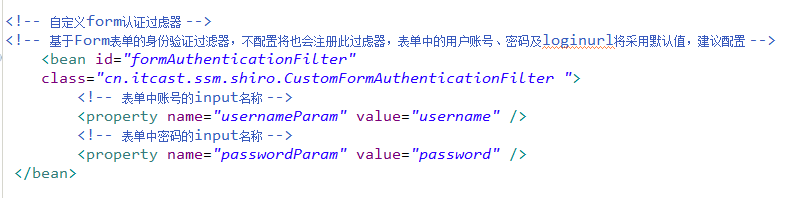 <!-- 自定义form认证过虑器 -->
<!-- 基于Form表单的身份验证过滤器，不配置将也会注册此过虑器，表单中的用户账号、密码及loginurl将采用默认值，建议配置 -->
<bean id="formAuthenticationFilter"
class="cn.itcast.ssm.shiro.CustomFormAuthenticationFilter ">
<!-- 表单中账号的input名称 -->
<property name="usernameParam" value="username" />
<!-- 表单中密码的input名称 -->
<property name="passwordParam" value="password" />
</bean>